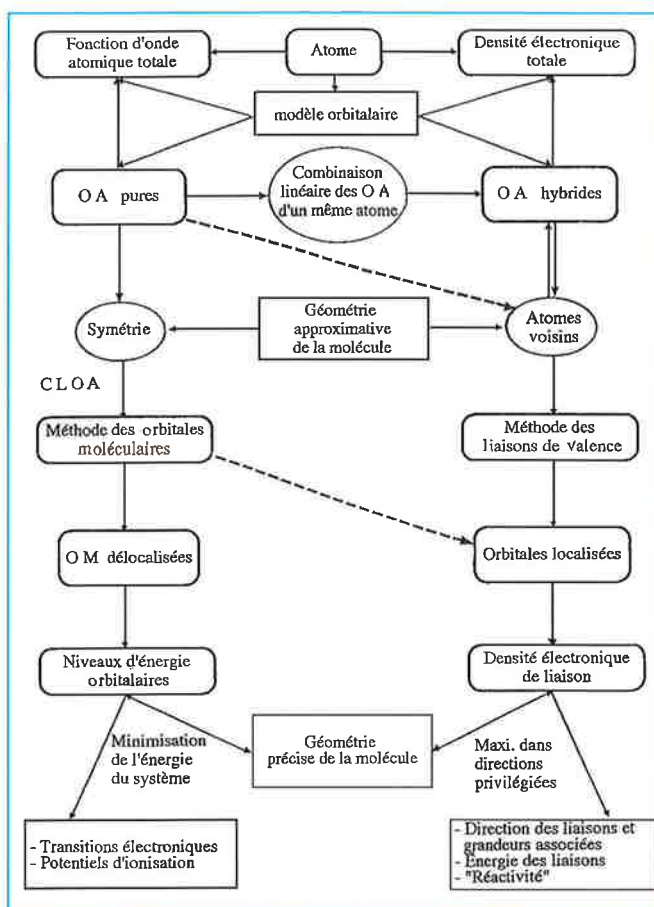 Fonction d'onde
atomique totale
Atome
Densité électronique
totale
modèle orbitalaire
O A pures
Combinaison
linéaire des O A
d'un même atome
O A hybrides
Symétrie
Géométrie
approximative
de la molécule
Atomes
voisins
CLOA
Méthode des orbitales
moléculaires
Méthode des
liaisons de valence
O M délocalisées
Orbitales localisées
Niveaux d'énergie
orbitalaires
Densité électronique
de liaison
Minimisation
de l'énergie
du système
Géométrie
précise de la molécule
Maxi. dans
directions
privilégiées
- Transitions électroniques
- Potentiels d'ionisation
- Direction des liaisons et
grandeurs associées
- Energie des liaisons
- "Réactivité"